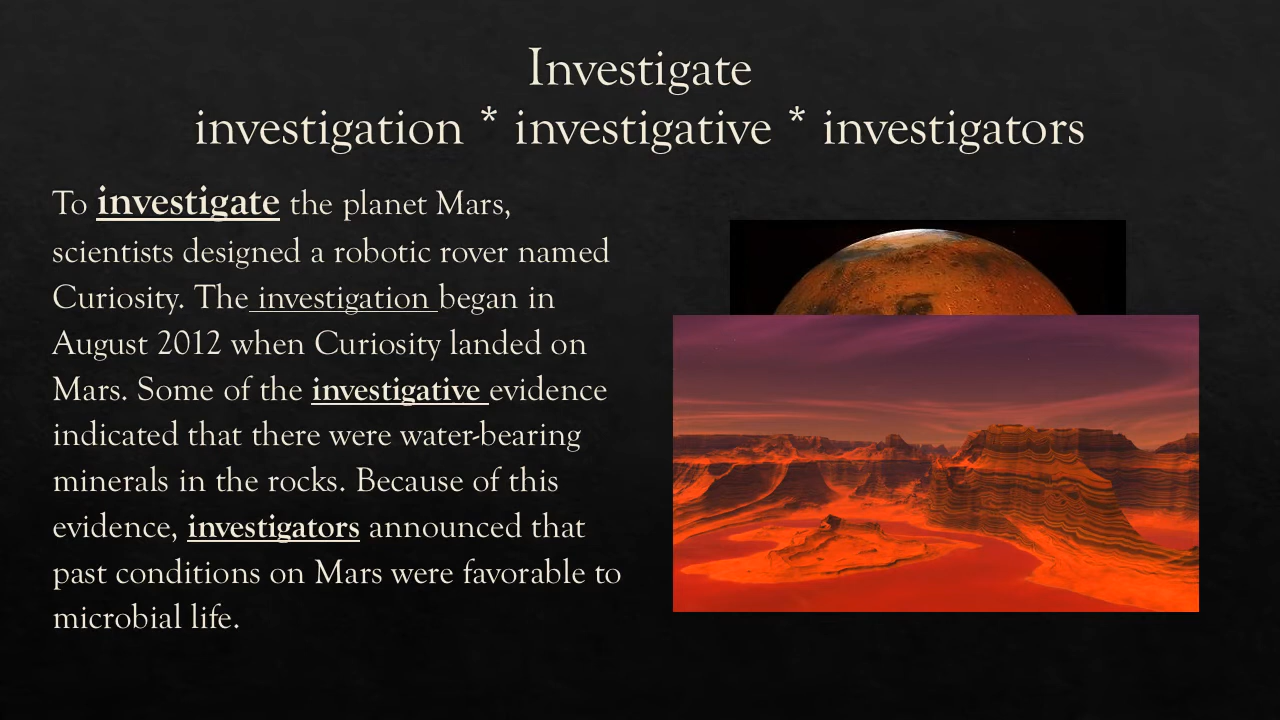 Investigate
investigation * investigative * investigators
To investigate the planet Mars,
scientists designed a robotic rover named
Curiosity. The investigation began in
August 2012 when Curiosity landed on
Mars. Some of the investigative evidence
indicated that there were water-bearing
minerals in the rocks. Because of this
evidence, investigators announced that
past conditions on Mars were favorable to
microbial life.